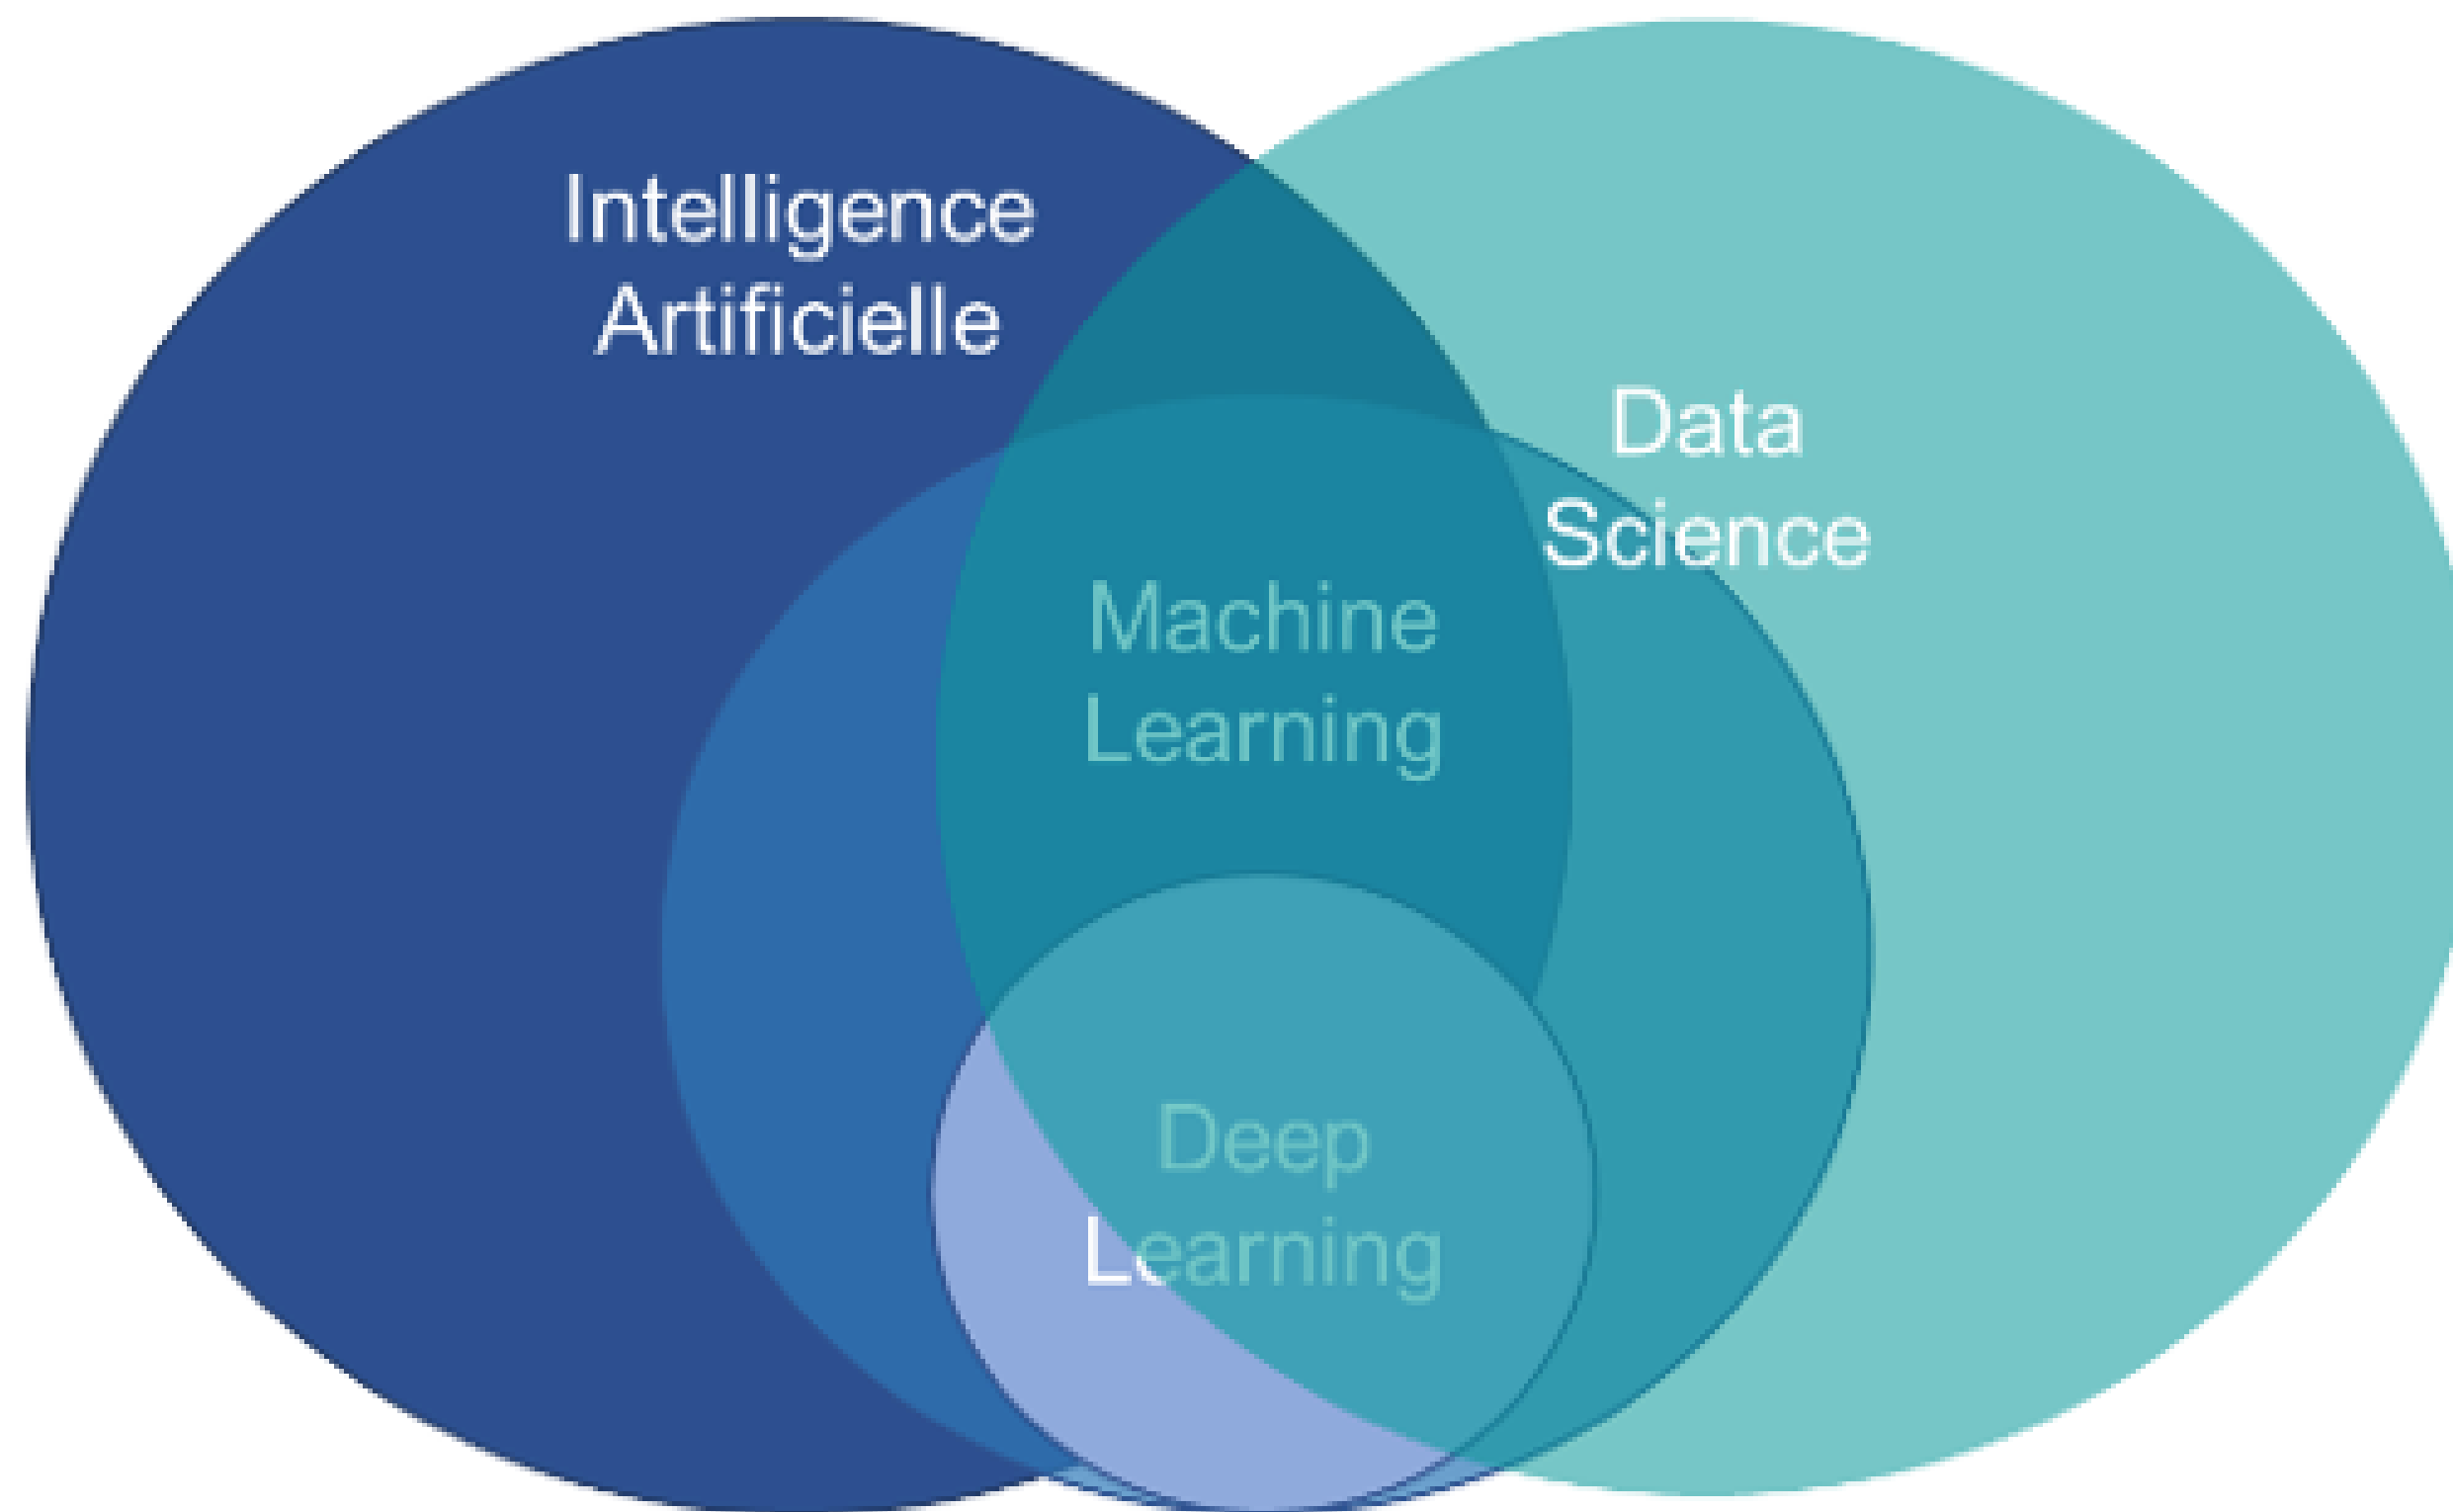 Intelligence
Artificielle
Data
Science
Machine
Learning
Deep
Learning